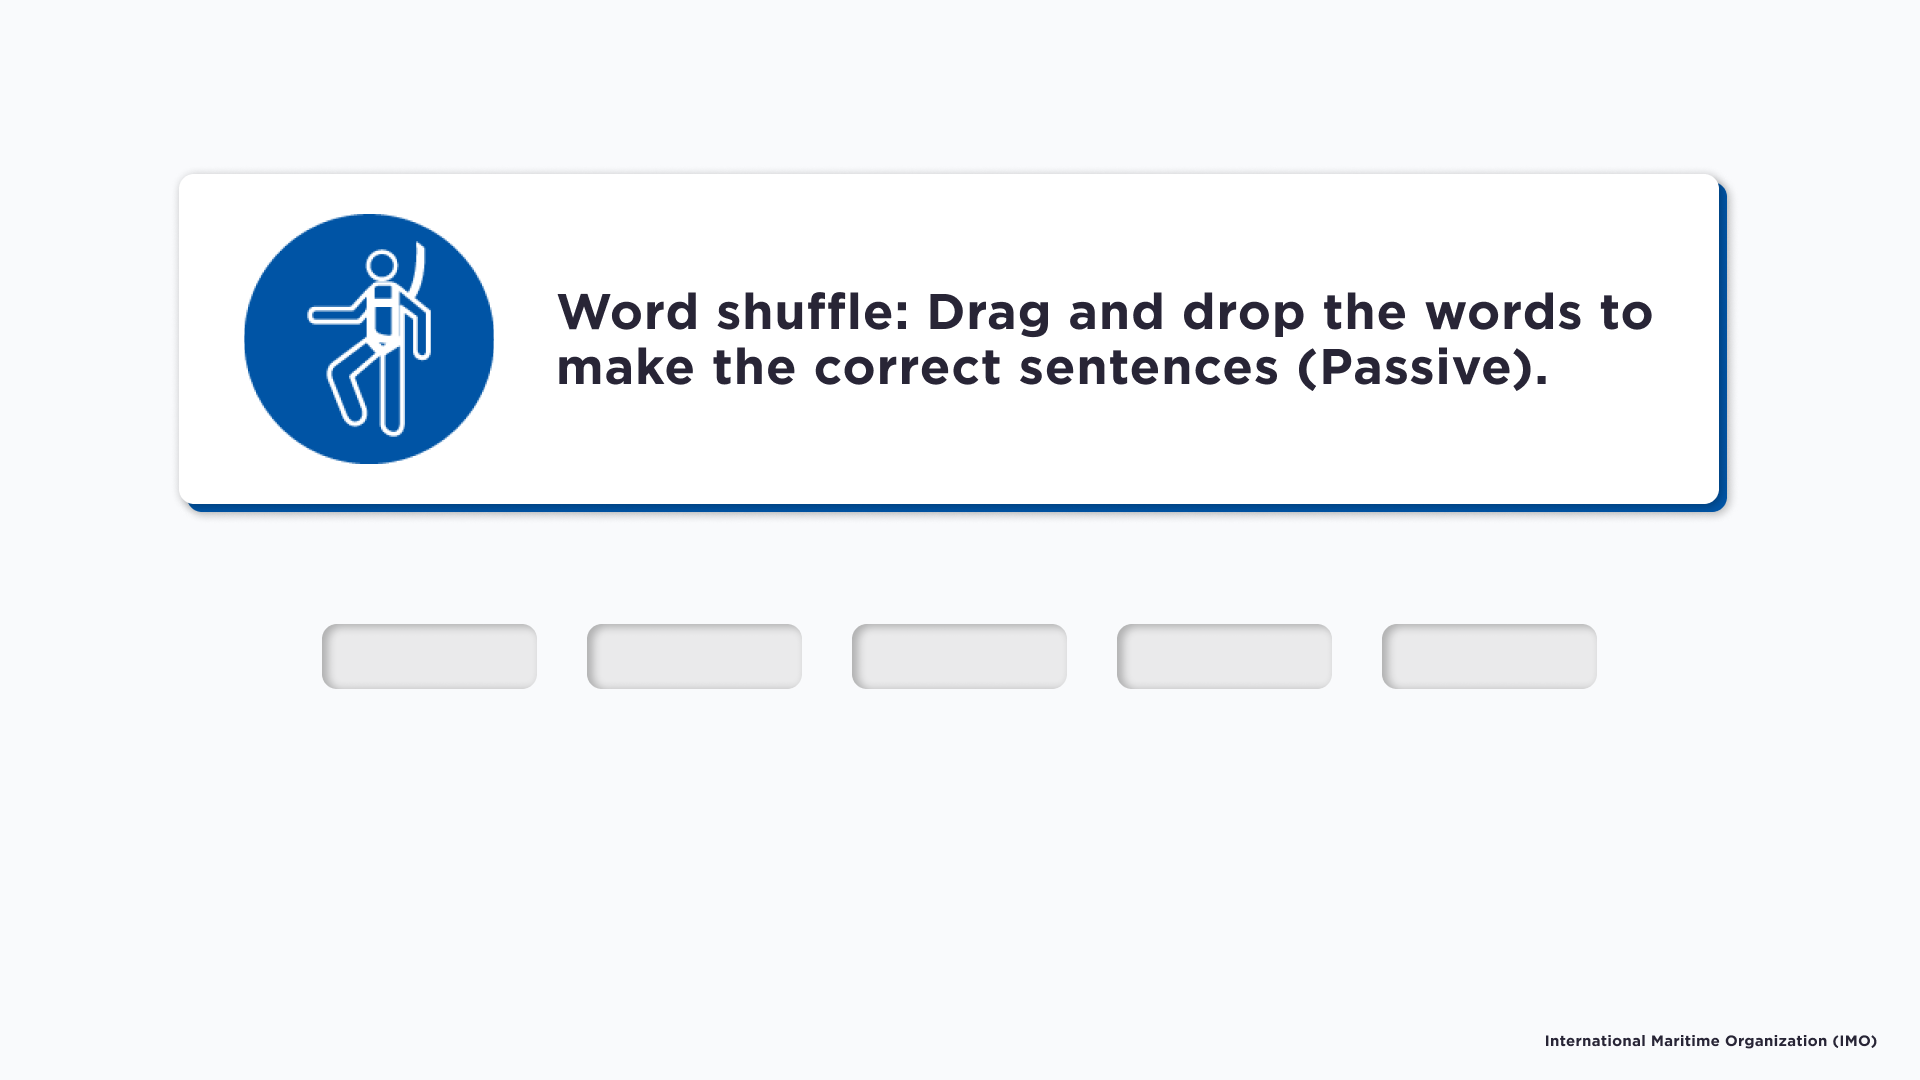 Word shuffle: Drag and drop the words to
make the correct sentences (Passive).
International Maritime Organization (IMO)